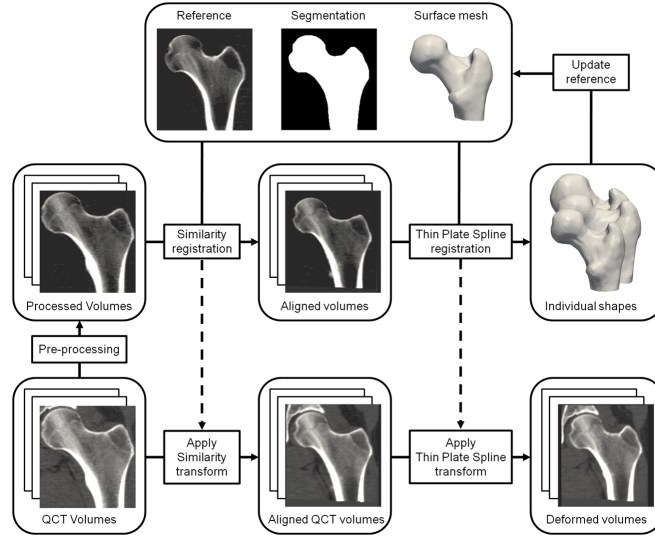 Reference
Segmentation
Surface mesh
Update
reference
Similarity
registration
Thin Plate Spline
registration
Processed Volumes
Aligned volumes
Individual shapes
Pre-processing
Apply
Similarity
transform
Apply
Thin Plate Spline
transform
QCT Volumes
Aligned QCT volumes
Deformed volumes